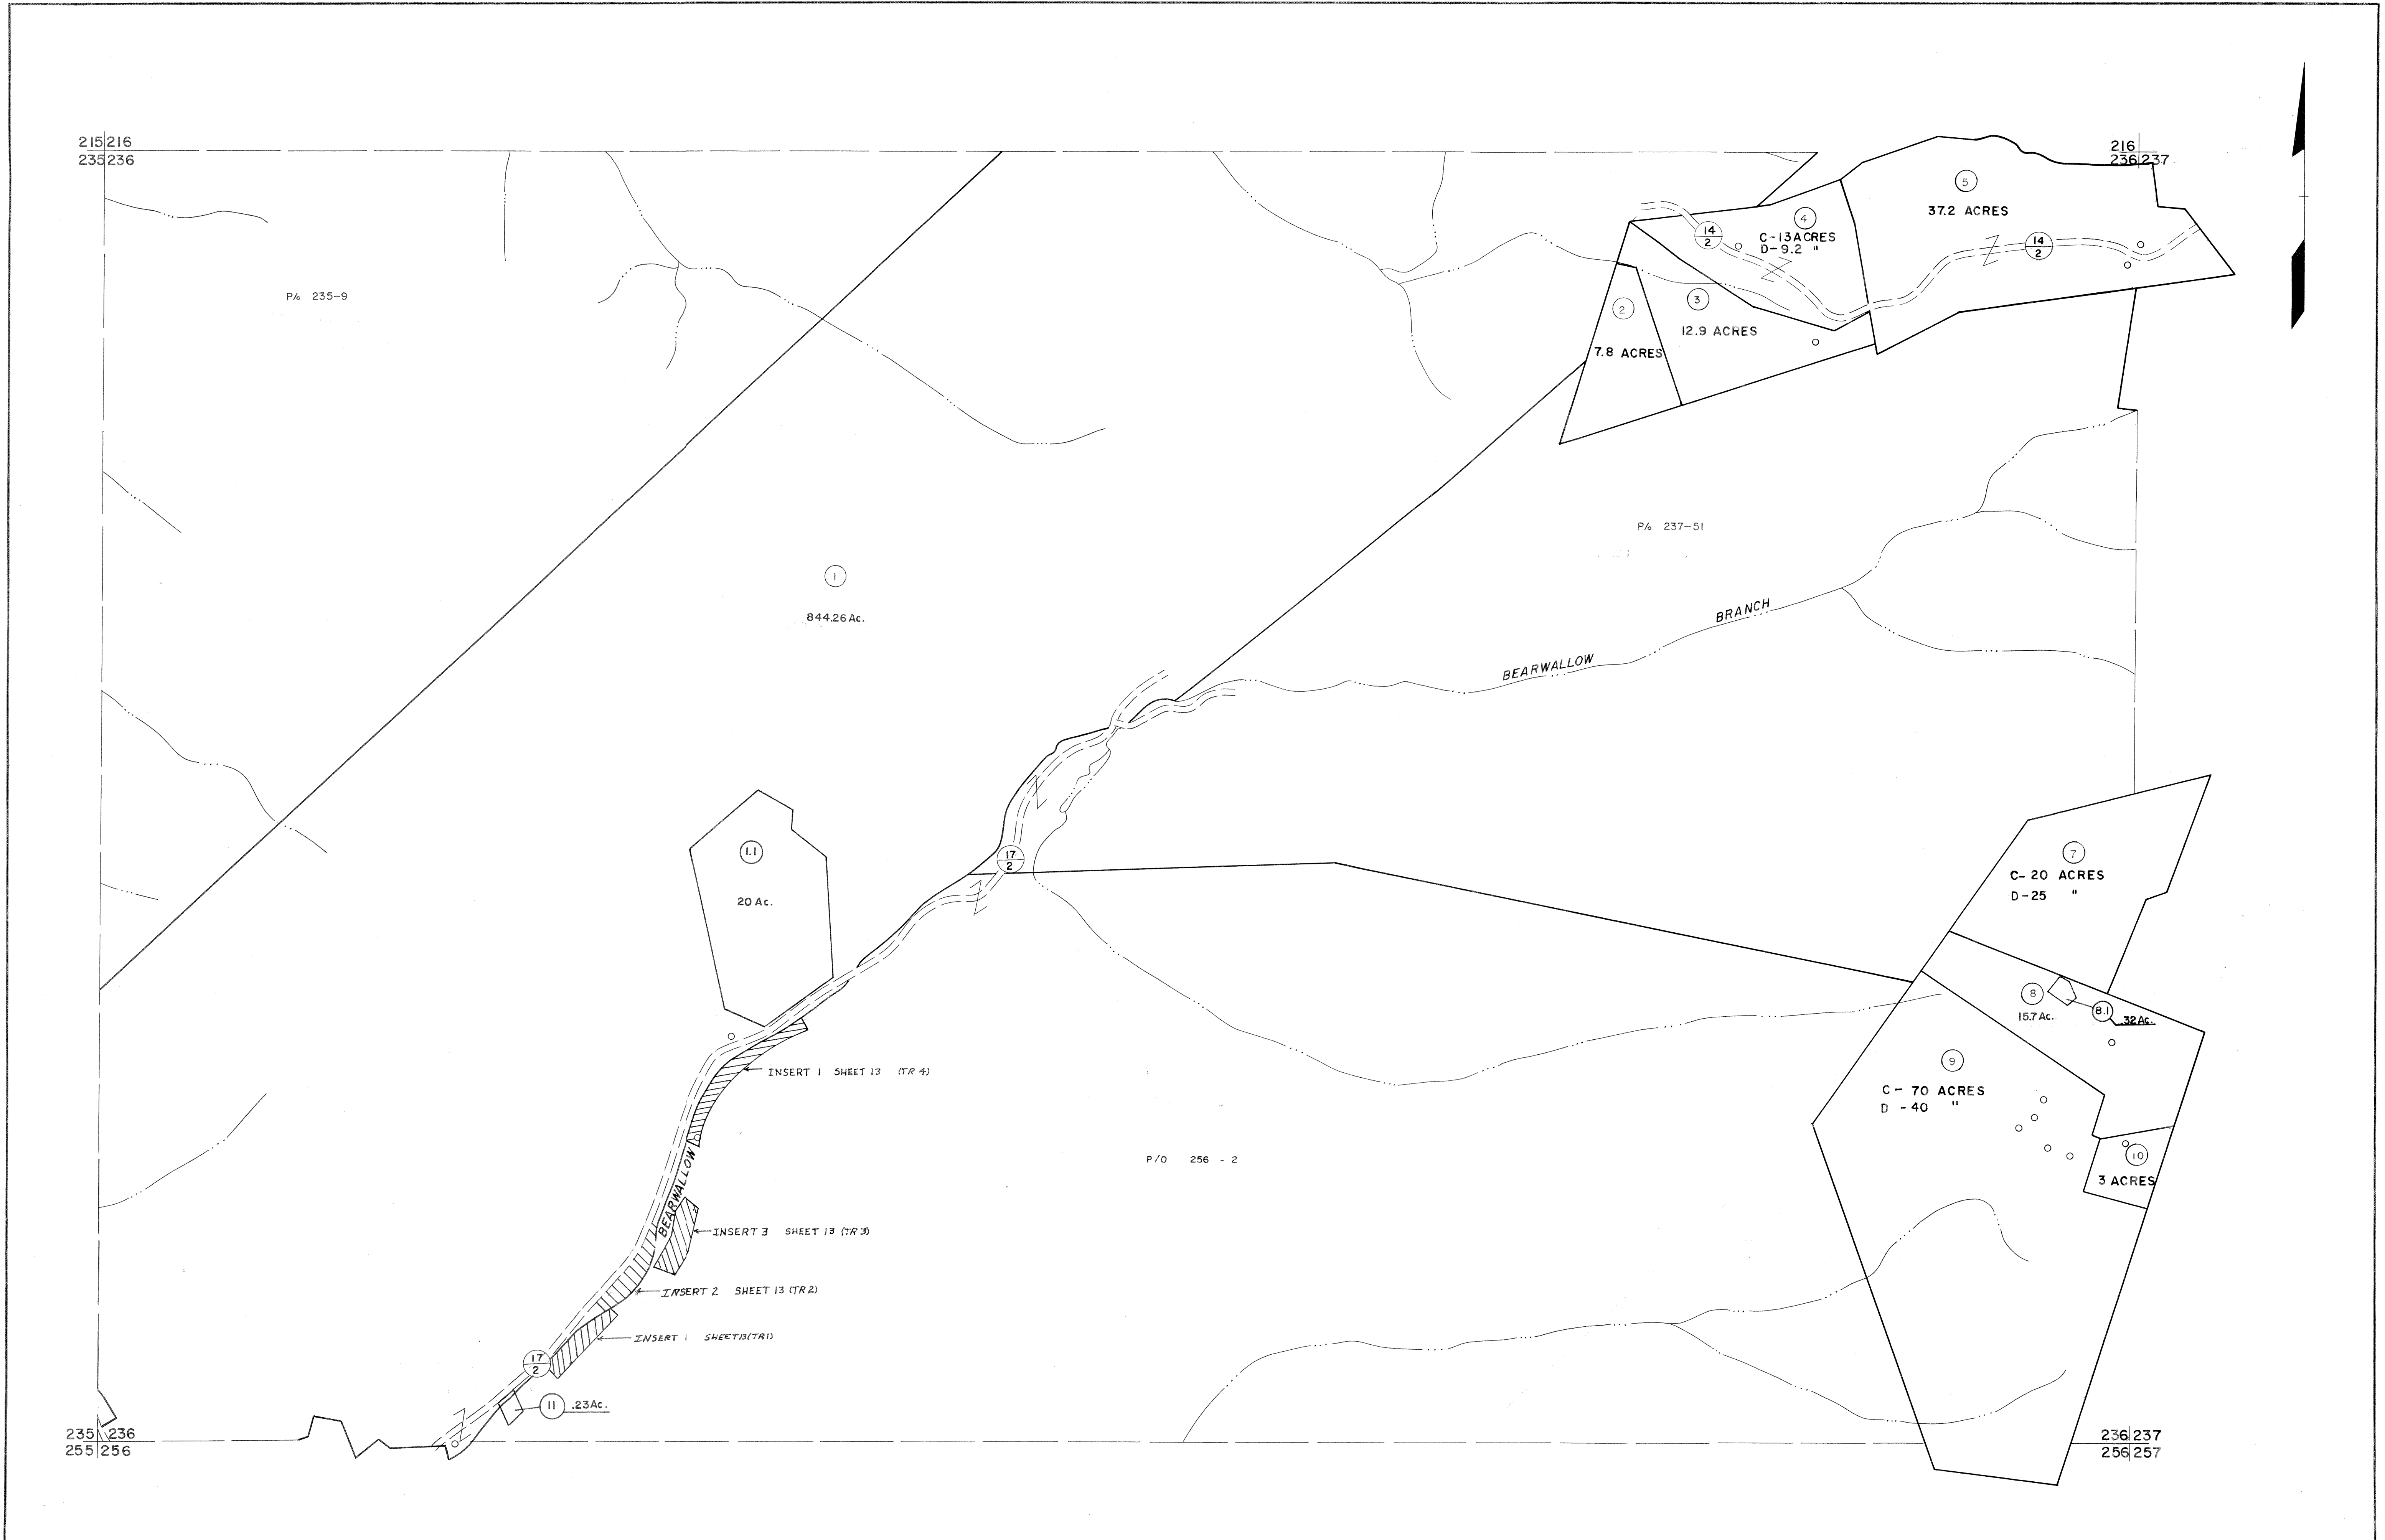 215 216
235 236
216
236 237
5
37.2 ACRES
4
C-13 ACRES
D-9.2 "
14
2
14
2
P/o 235-9
2
7.8 ACRES
3
12.9 ACRES
P/o 237-51
1
844.26 Ac.
BEARWALLOW BRANCH
1.1
20 Ac.
17
2
7
C- 20 ACRES
D-25 "
8
15.7 Ac.
8.1
.32 Ac.
9
C- 70 ACRES
D - 40 "
10
3 ACRES
INSERT 1 SHEET 13 (TR 4)
P/O 256 - 2
BEARWALLOW
INSERT 3 SHEET 13 (TR 3)
INSERT 2 SHEET 13 (TR 2)
INSERT 1 SHEET 13 (TR1)
17
2
11 .23 Ac.
235 236
255 256
236 237
256 257